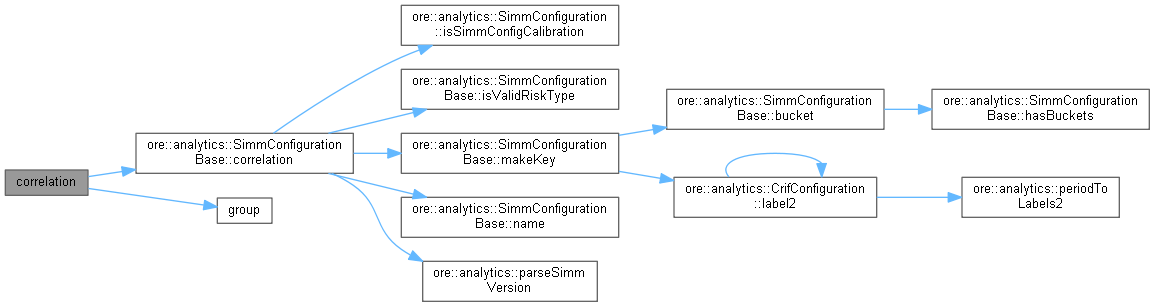 ore::analytics::SimmConfiguration
::isSimmConfigCalibration
ore::analytics::SimmConfiguration
Base::isValidRiskType
ore::analytics::SimmConfiguration
Base::bucket
ore::analytics::SimmConfiguration
Base::hasBuckets
ore::analytics::SimmConfiguration
Base::correlation
ore::analytics::SimmConfiguration
Base::makeKey
correlation
ore::analytics::CrifConfiguration
::label2
ore::analytics::periodTo
Labels2
group
ore::analytics::SimmConfiguration
Base::name
ore::analytics::parseSimm
Version